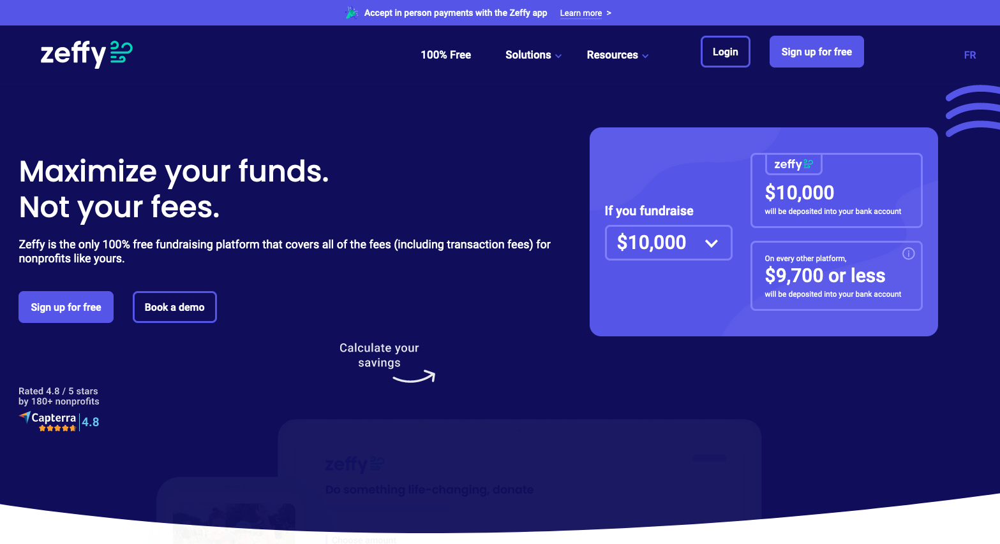 Accept in person payments with the Zeffy app Learn more >
zeffy
100% Free Solutions Resources Login Sign up for free FR
Maximize your funds.
Not your fees.
Zeffy is the only 100% free fundraising platform that covers all of the fees (including transaction fees) for
nonprofits like yours.
Sign up for free Book a demo
Calculate your
savings
Rated 4.8 / 5 stars
by 180+ nonprofits
Capterra 4.8
If you fundraise
$10,000
zeffy
$10,000
will be deposited into your bank account
On every other platform,
$9,700 or less
will be deposited into your bank account
zeffy
Do something life-changing, donate
Choose amount